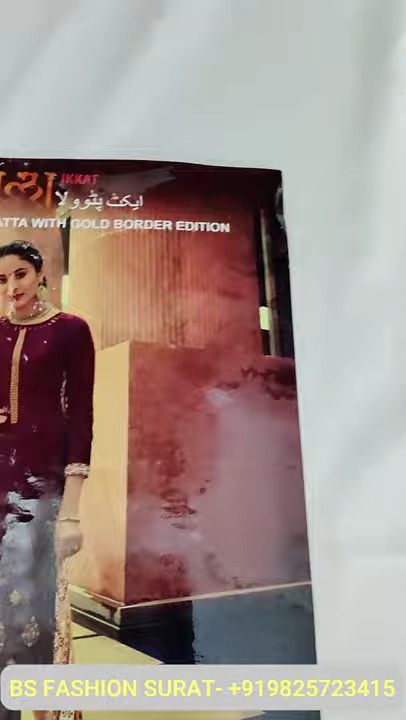 IKKAT
ایکٹ پٹوولا
ATTA WITH GOLD BORDER EDITION
BS FASHION SURAT- +919825723415